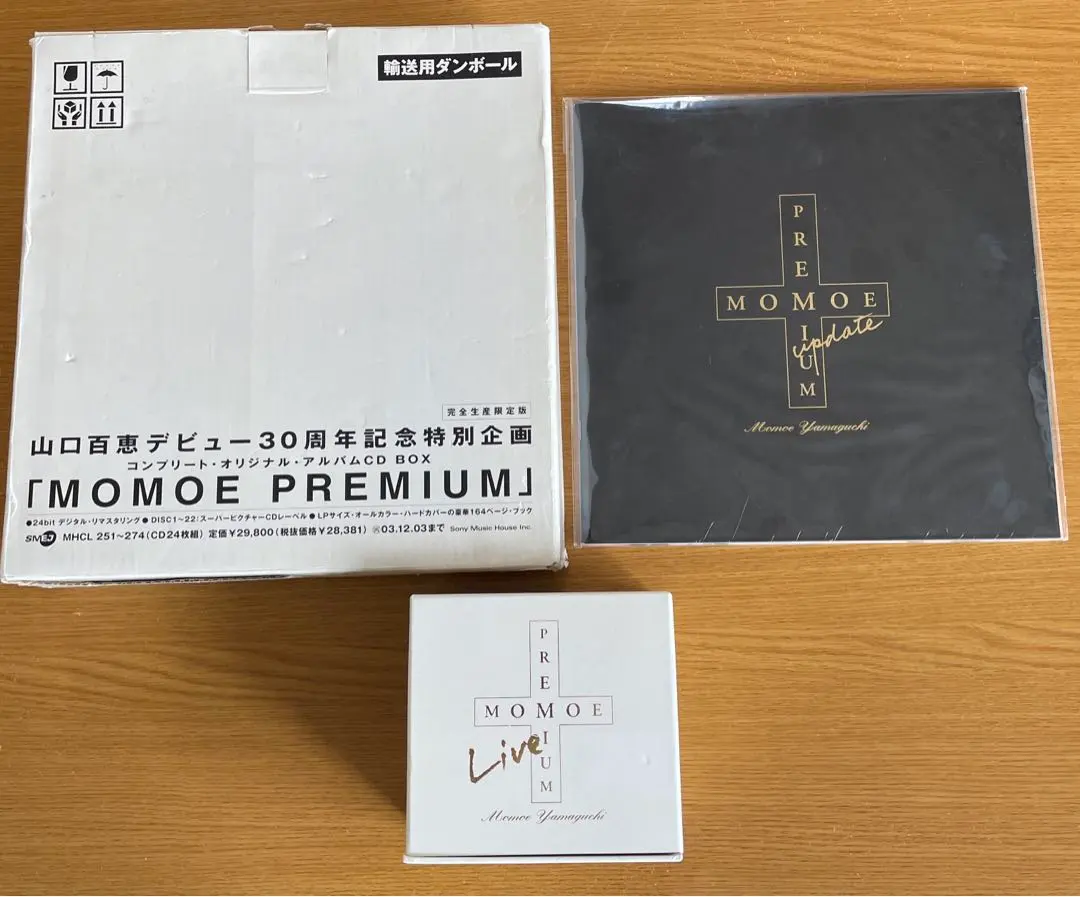 輸送用ダンボール
完全生産限定版
山口百恵デビュー30周年記念特別企画
コンプリート・オリジナル・アルバムCD BOX
「MOMOE PREMIUM」
●24bit デジタル・リマスタリング ● DISC1~22:スーパーピクチャーCDレーベル ● LPサイズ・オールカラー・ハードカバーの豪華164ページ・ブック
SMEJ MHCL 251~274(CD24枚組) 定価¥29,800(税抜価格¥28,381) Ⓧ03.12.03まで Sony Music House Inc.
PREMIUM
MOMOE
update
Momoe Yamaguchi
PREMIUM
MOMOE
Live
Momoe Yamaguchi